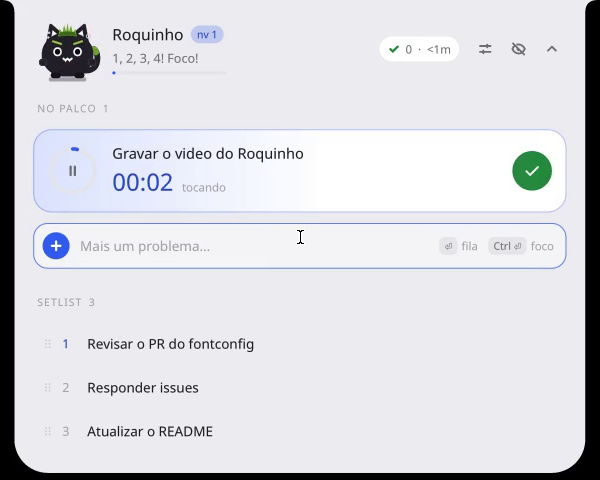 Roquinho nv 1
1, 2, 3, 4! Foco!
0 · <1m
NO PALCO 1
Gravar o video do Roquinho
00:02 tocando
Mais um problema... ⏎ fila Ctrl ⏎ foco
SETLIST 3
1 Revisar o PR do fontconfig
2 Responder issues
3 Atualizar o README